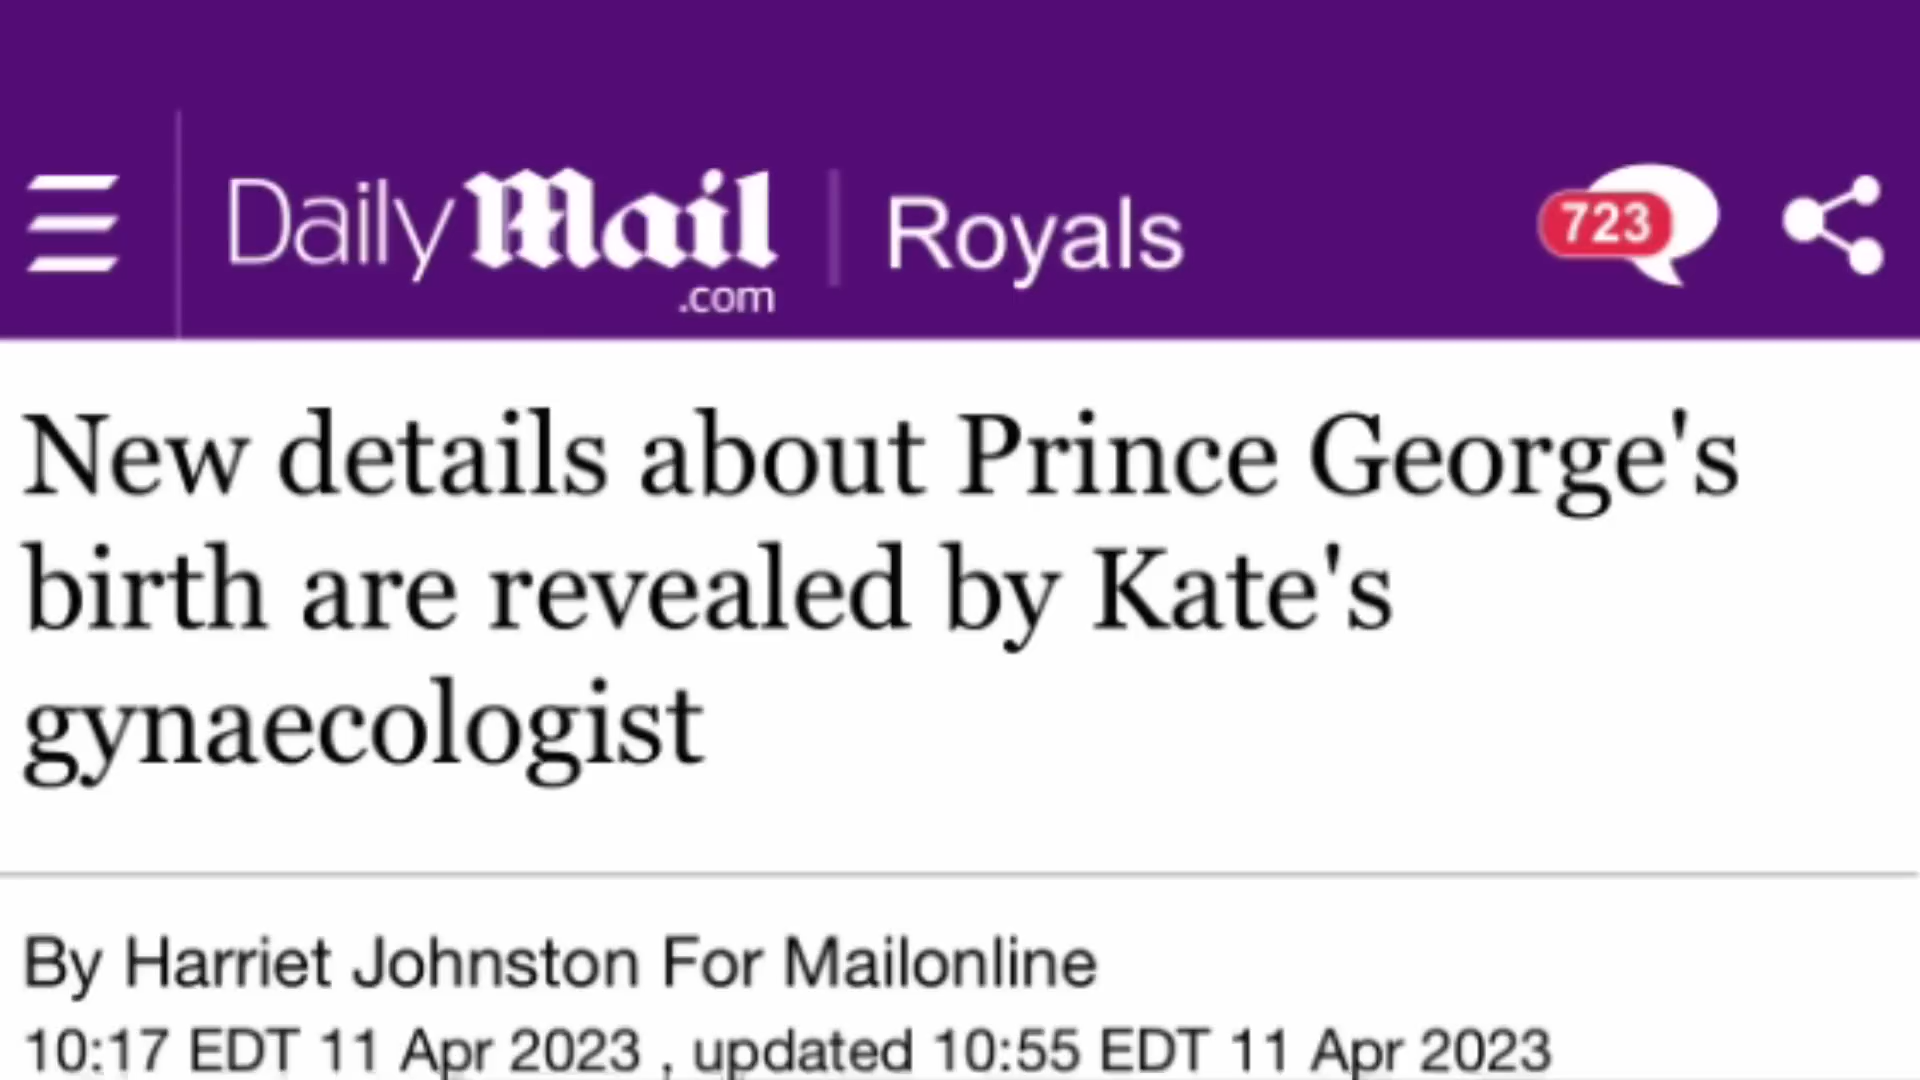 Daily Mail
.com
Royals
723
New details about Prince George's
birth are revealed by Kate's
gynaecologist
By Harriet Johnston For Mailonline
10:17 EDT 11 Apr 2023 , updated 10:55 EDT 11 Apr 2023